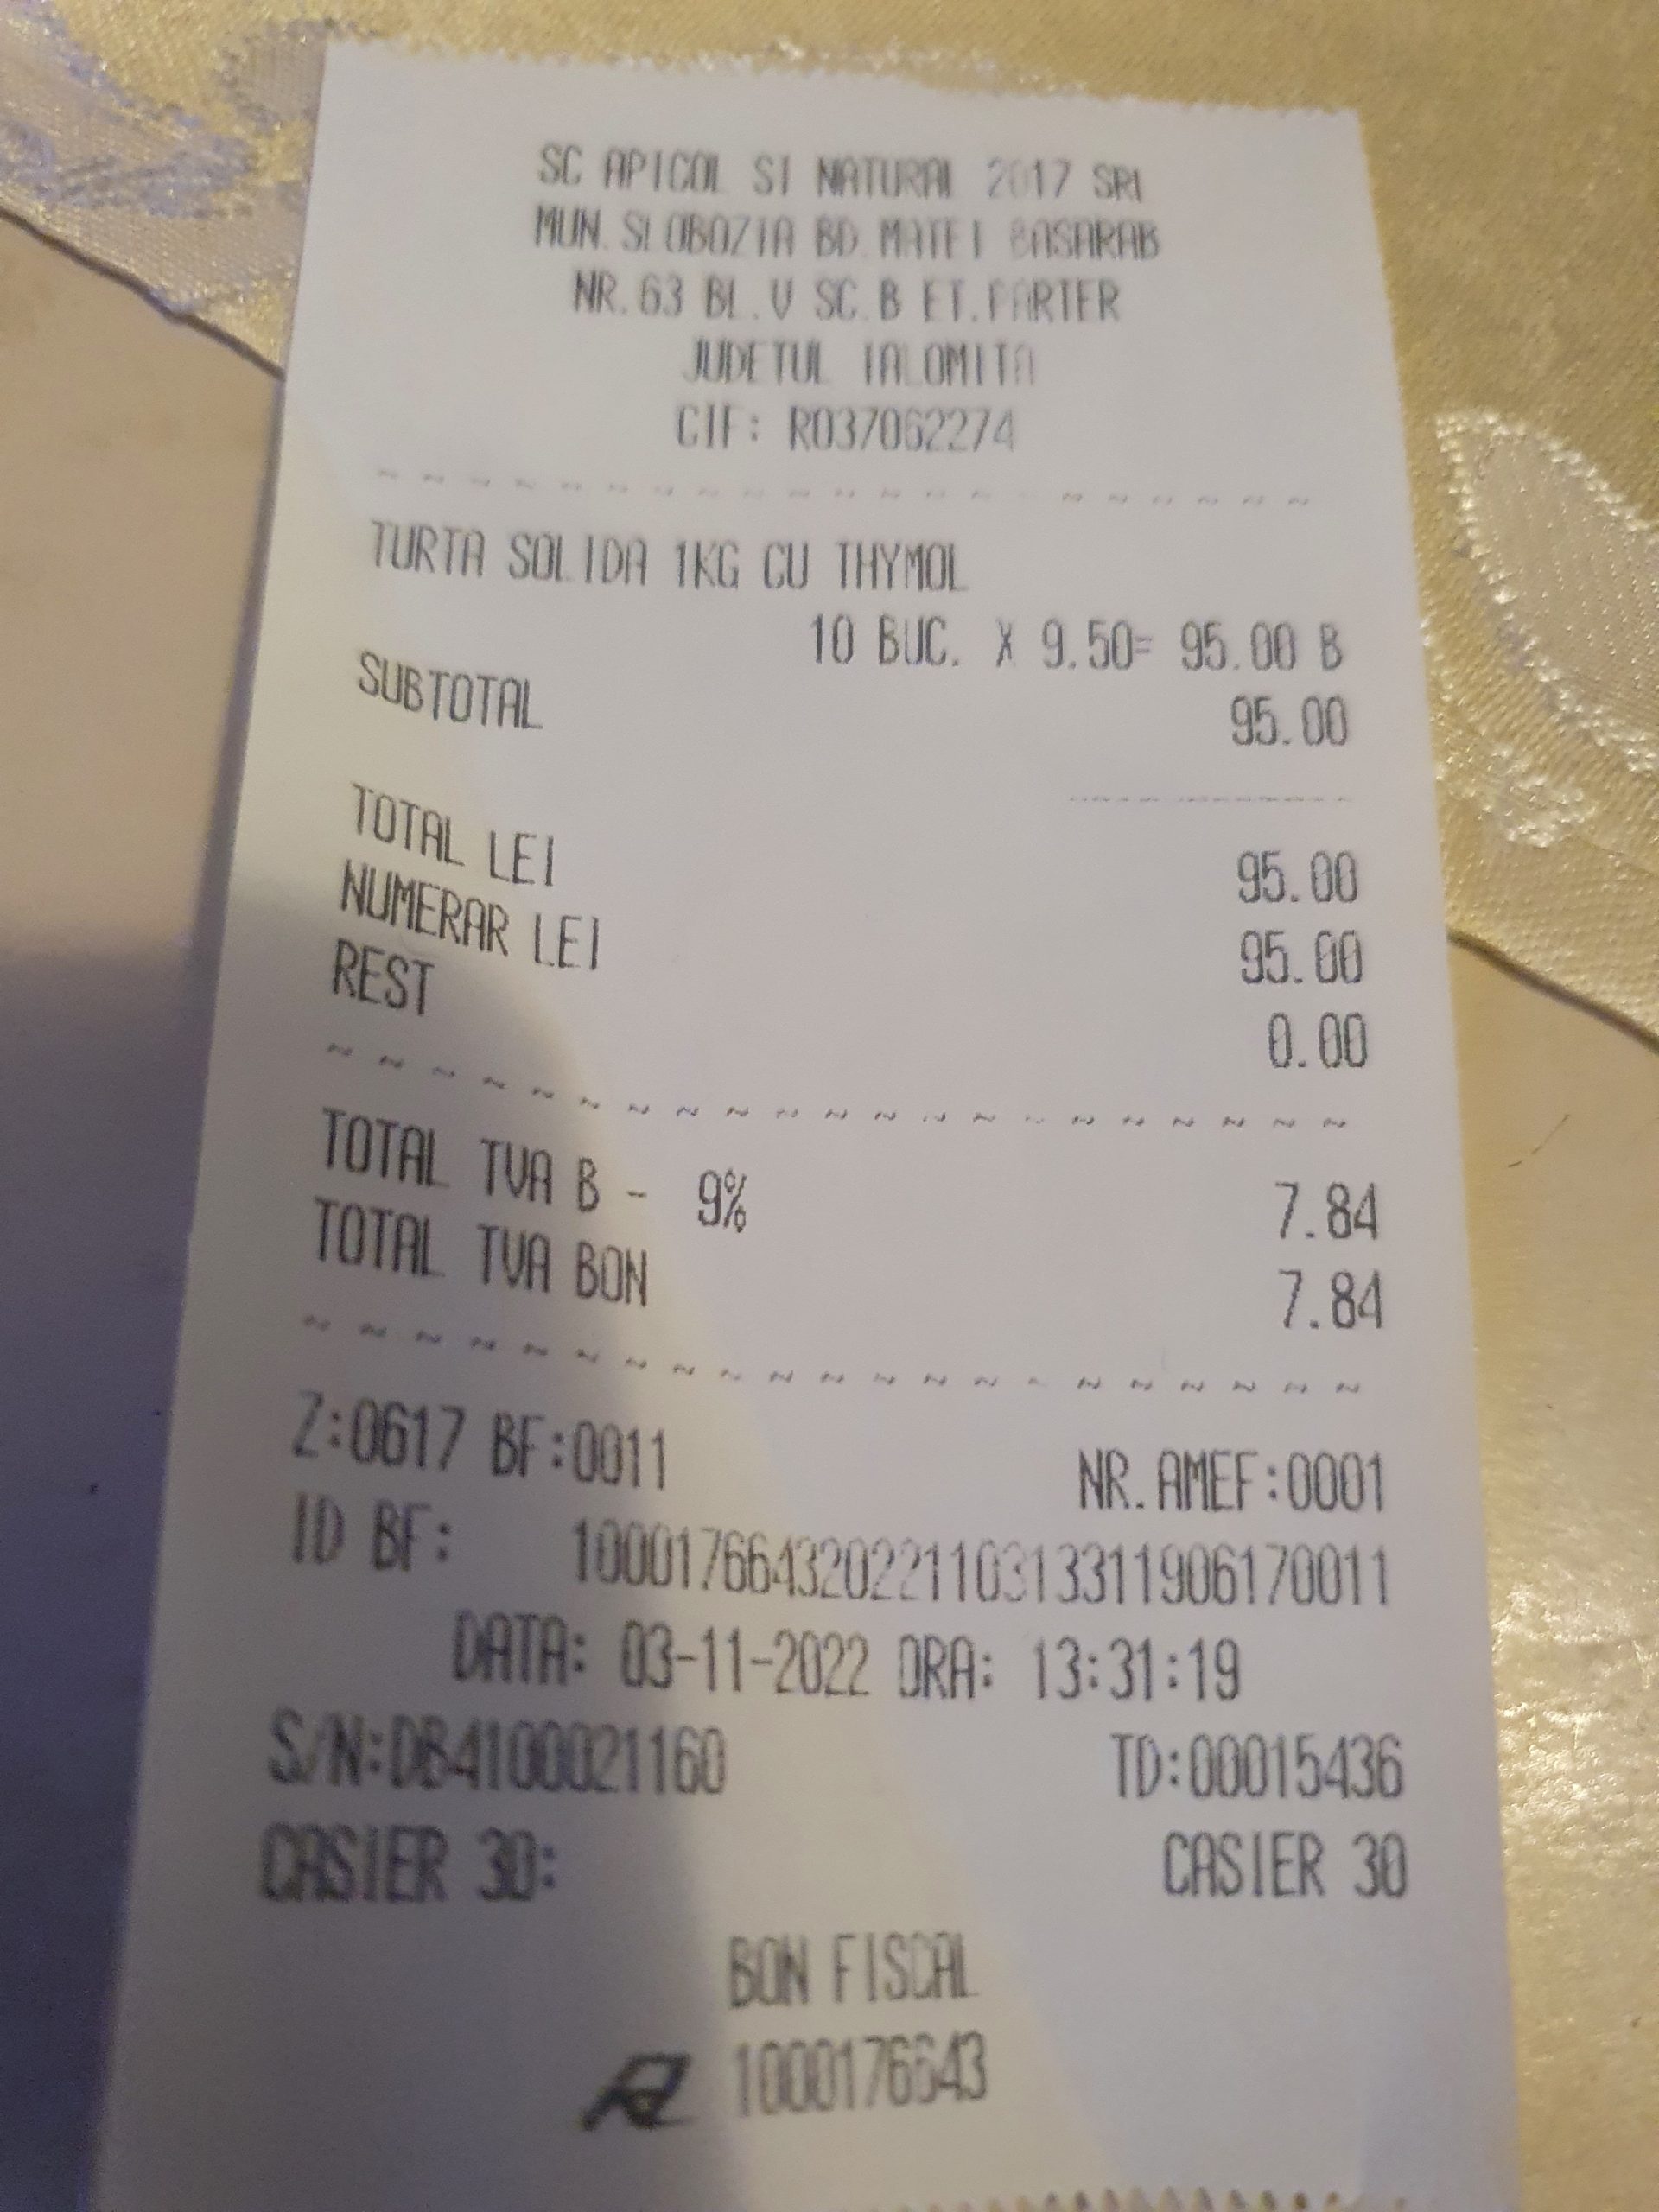 SC APICOL SI NATURAL 2017 SRL
MUN.SLOBOZIA BD.MATEI BASARAB
NR.63 BL.V SC.B ET.PARTER
JUDETUL IALOMITA
CIF: RO37062274
TURTA SOLIDA 1KG CU THYMOL
10 BUC. X 9.50= 95.00 B
SUBTOTAL 95.00
TOTAL LEI 95.00
NUMERAR LEI 95.00
REST 0.00
TOTAL TVA B - 9% 7.84
TOTAL TVA BON 7.84
Z:0617 BF:0011 NR.AMEF:0001
ID BF: 10001766432022110313311906170011
DATA: 03-11-2022 ORA: 13:31:19
S/N:DB4100021160 TD:00015436
CASIER 30: CASIER 30
BON FISCAL
1000176643